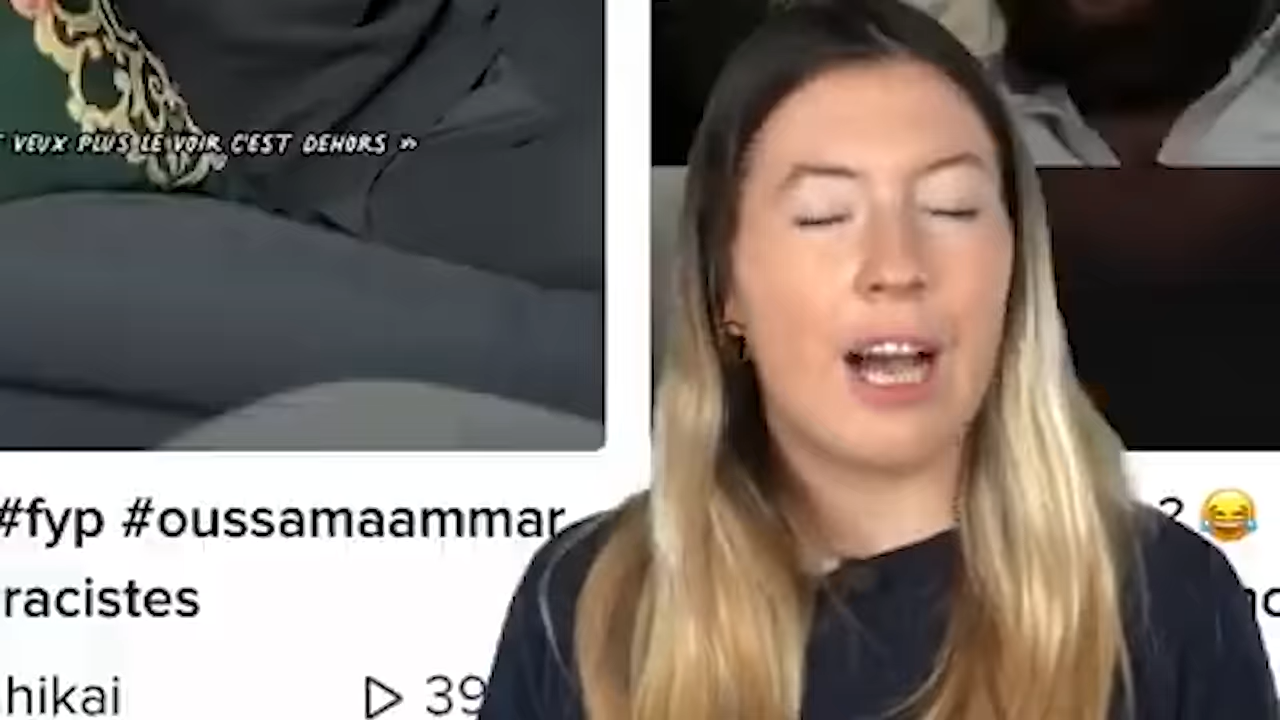 VEUX PLUS LE VOIR C'EST DEHORS »
#fyp #oussamaammar
? 😂
racistes
hikai
39